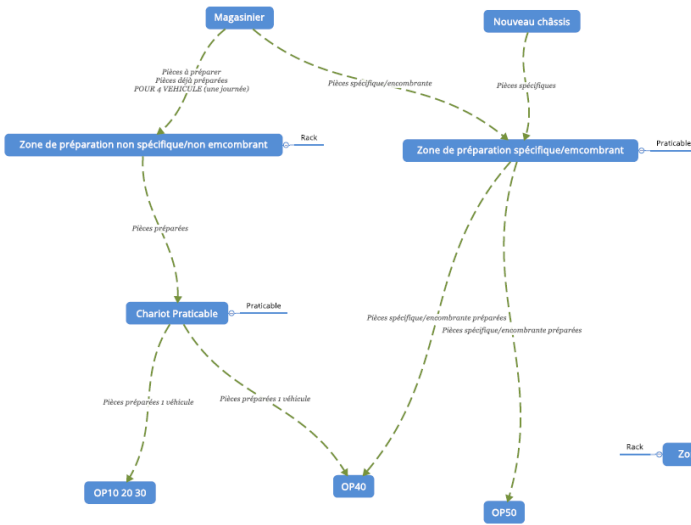 Magasinier
Nouveau châssis
Pièces à préparer
Pièces déjà préparées
POUR 4 VEHICULE (une journée)
Pièces spécifique/encombrante
Pièces spécifiques
Rack
Zone de préparation non spécifique/non emcombrant
Praticable
Zone de préparation spécifique/emcombrant
Pièces préparées
Praticable
Chariot Praticable
Pièces spécifique/encombrante préparées
Pièces spécifique/encombrante préparées
Pièces préparées 1 véhicule
Pièces préparées 1 véhicule
Rack
Zo
OP10 20 30
OP40
OP50